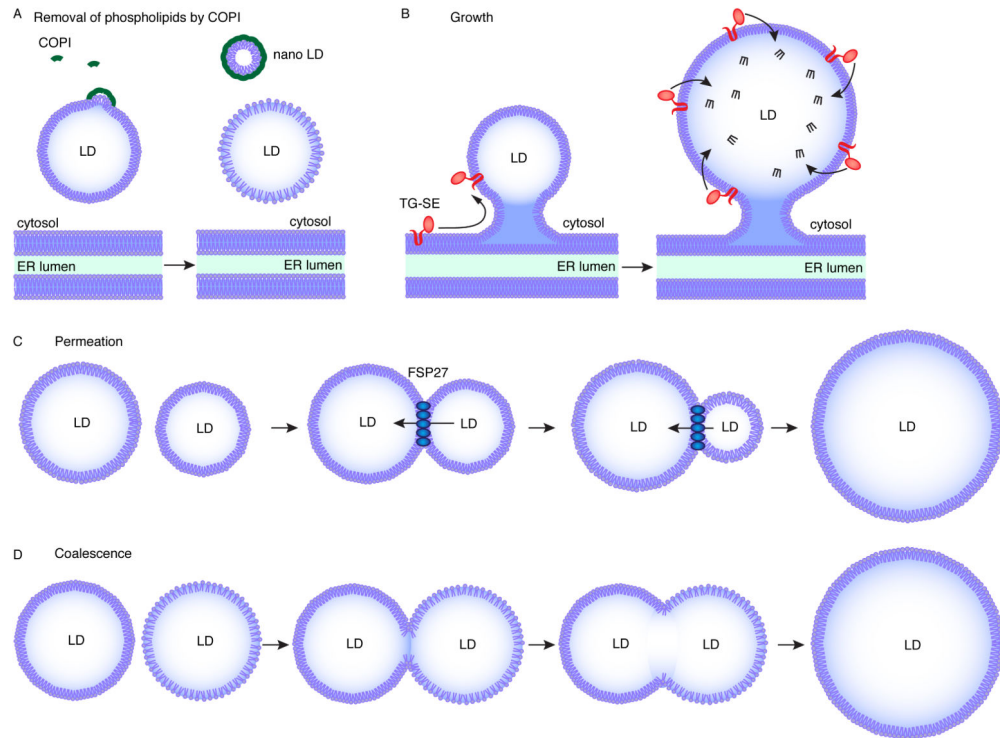 A Removal of phospholipids by COPI
COPI
nano LD
LD
LD
cytosol
cytosol
ER lumen
ER lumen
B Growth
LD
LD
TG-SE
cytosol
cytosol
ER lumen
ER lumen
C Permeation
FSP27
LD
LD
LD
LD
LD
LD
LD
D Coalescence
LD
LD
LD
LD
LD
LD
LD